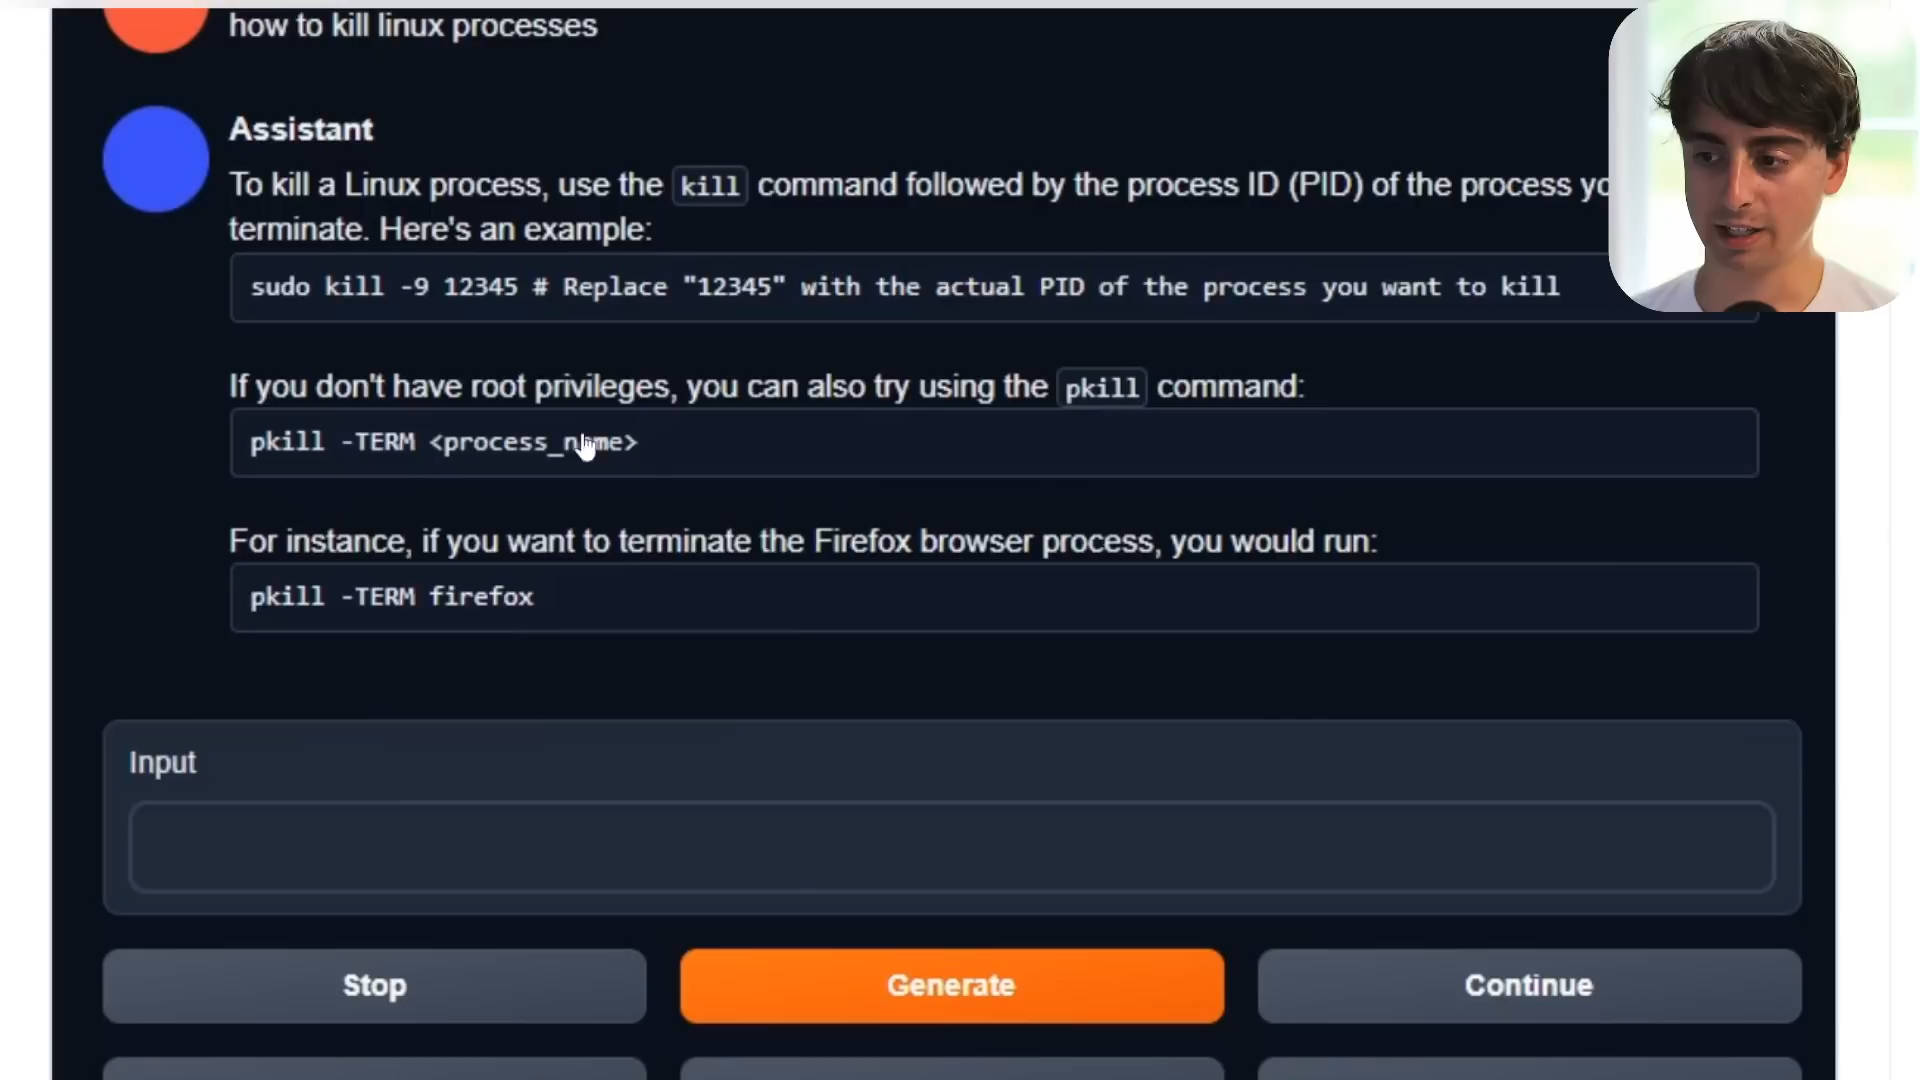 how to kill linux processes
Assistant
To kill a Linux process, use the kill command followed by the process ID (PID) of the process
terminate. Here's an example:
sudo kill -9 12345 # Replace "12345" with the actual PID of the process you want to kill
If you don't have root privileges, you can also try using the pkill command:
pkill -TERM <process_name>
For instance, if you want to terminate the Firefox browser process, you would run:
pkill -TERM firefox
Input
Stop
Generate
Continue